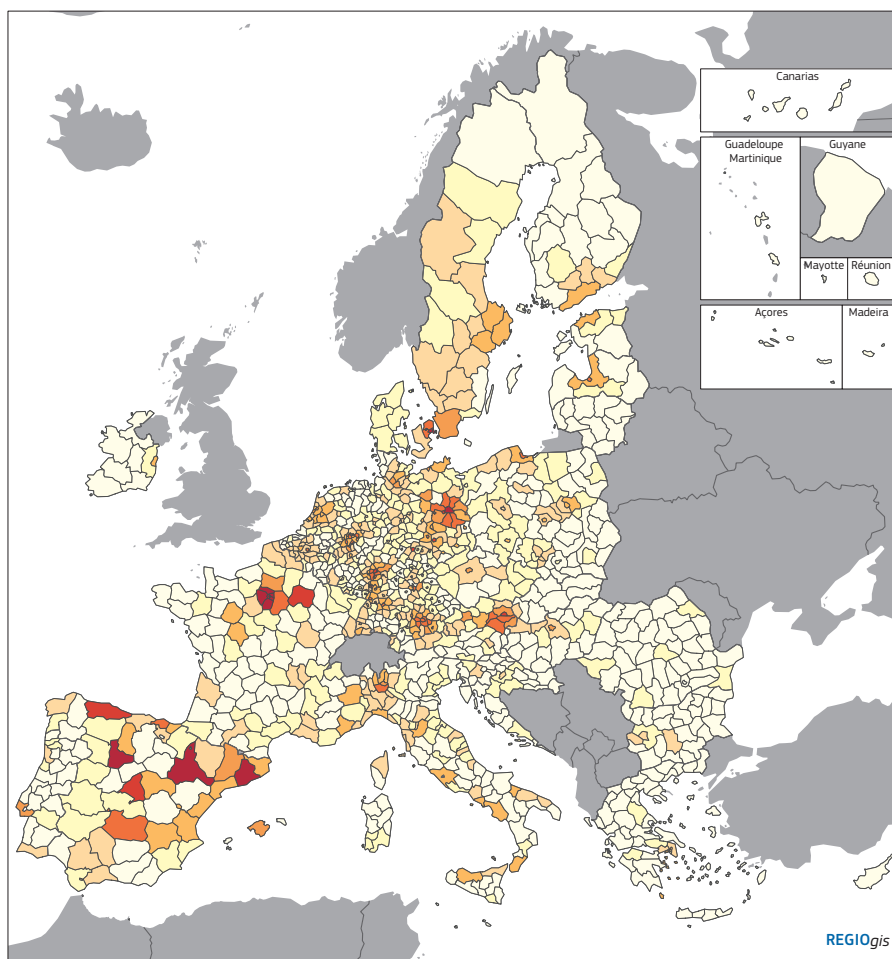 Canarias
Guadeloupe
Martinique
Guyane
Mayotte
Réunion
Açores
Madeira
REGIOgis